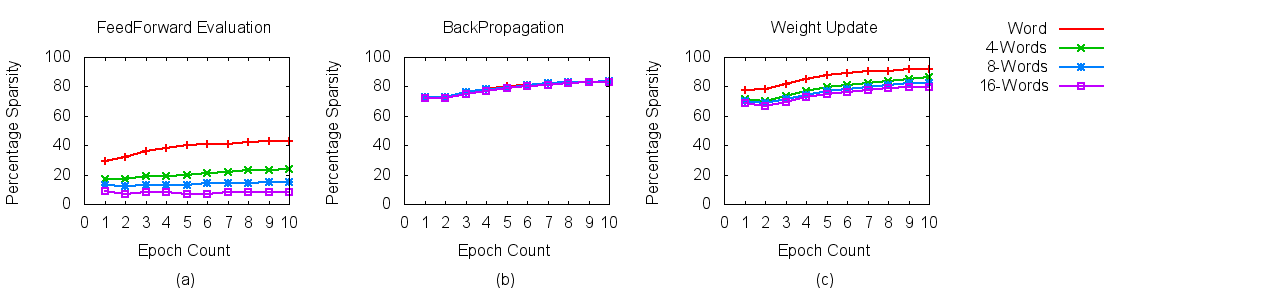 FeedForward Evaluation
Percentage Sparsity
100
80
60
40
20
0
0 1 2 3 4 5 6 7 8 9 10
Epoch Count
(a)
BackPropagation
Percentage Sparsity
100
80
60
40
20
0
0 1 2 3 4 5 6 7 8 9 10
Epoch Count
(b)
Weight Update
Percentage Sparsity
100
80
60
40
20
0
0 1 2 3 4 5 6 7 8 9 10
Epoch Count
(c)
Word
4-Words
8-Words
16-Words